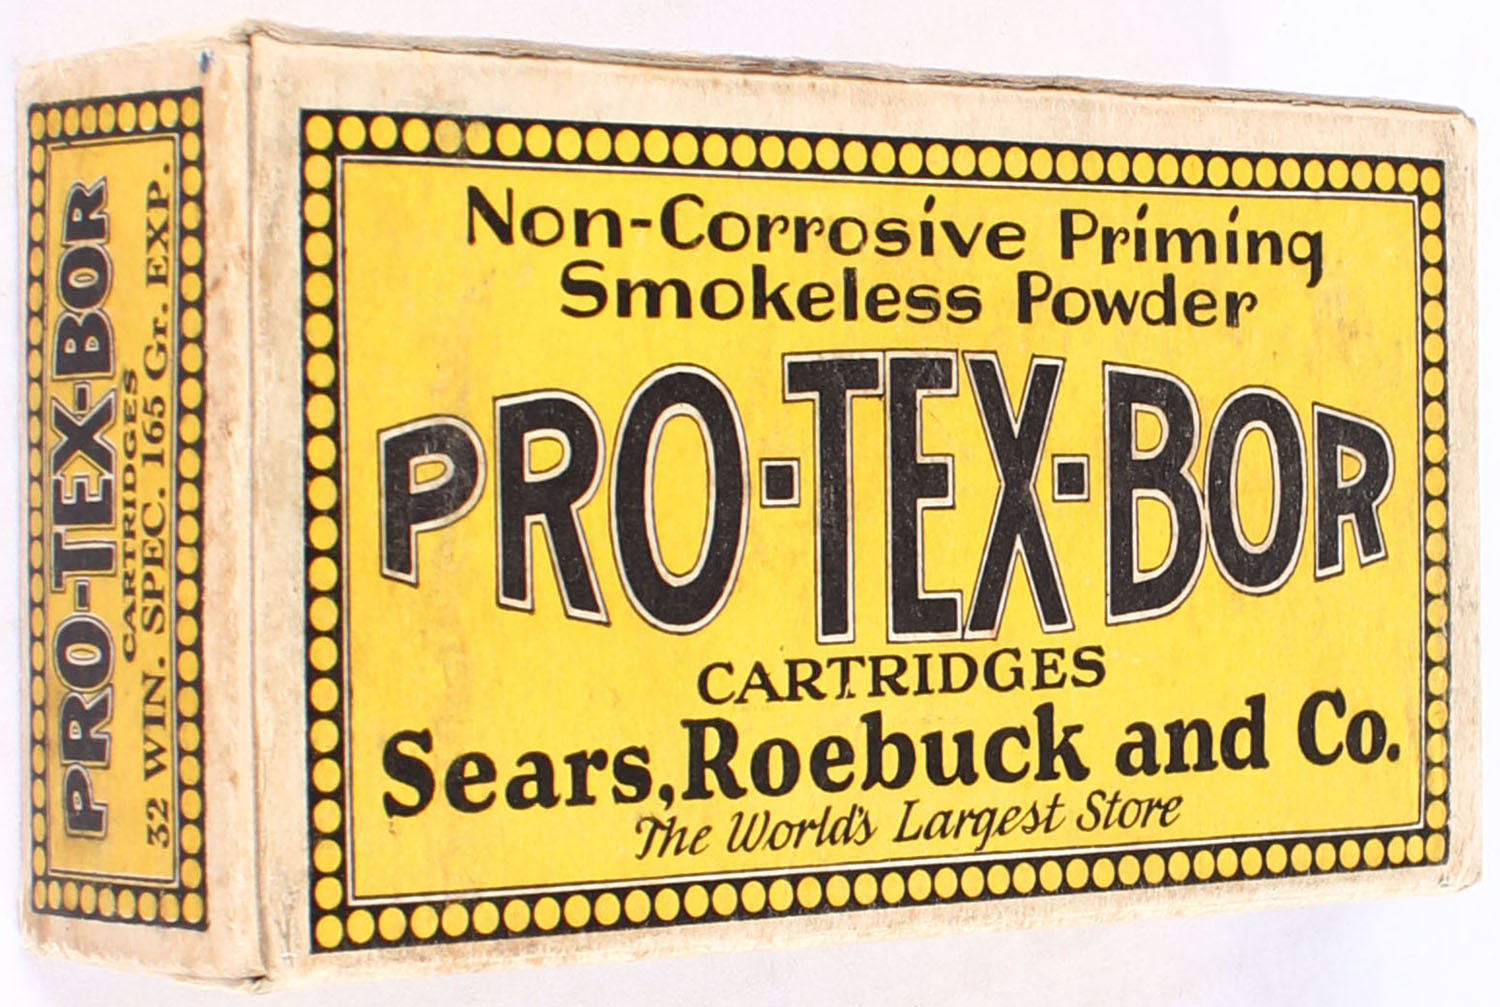 Non-Corrosive Priming
Smokeless Powder
PRO-TEX-BOR
CARTRIDGES
Sears, Roebuck and Co.
The World's Largest Store
PRO-TEX-BOR
CARTRIDGES
32 WIN. SPEC. 165 Gr. EXP.